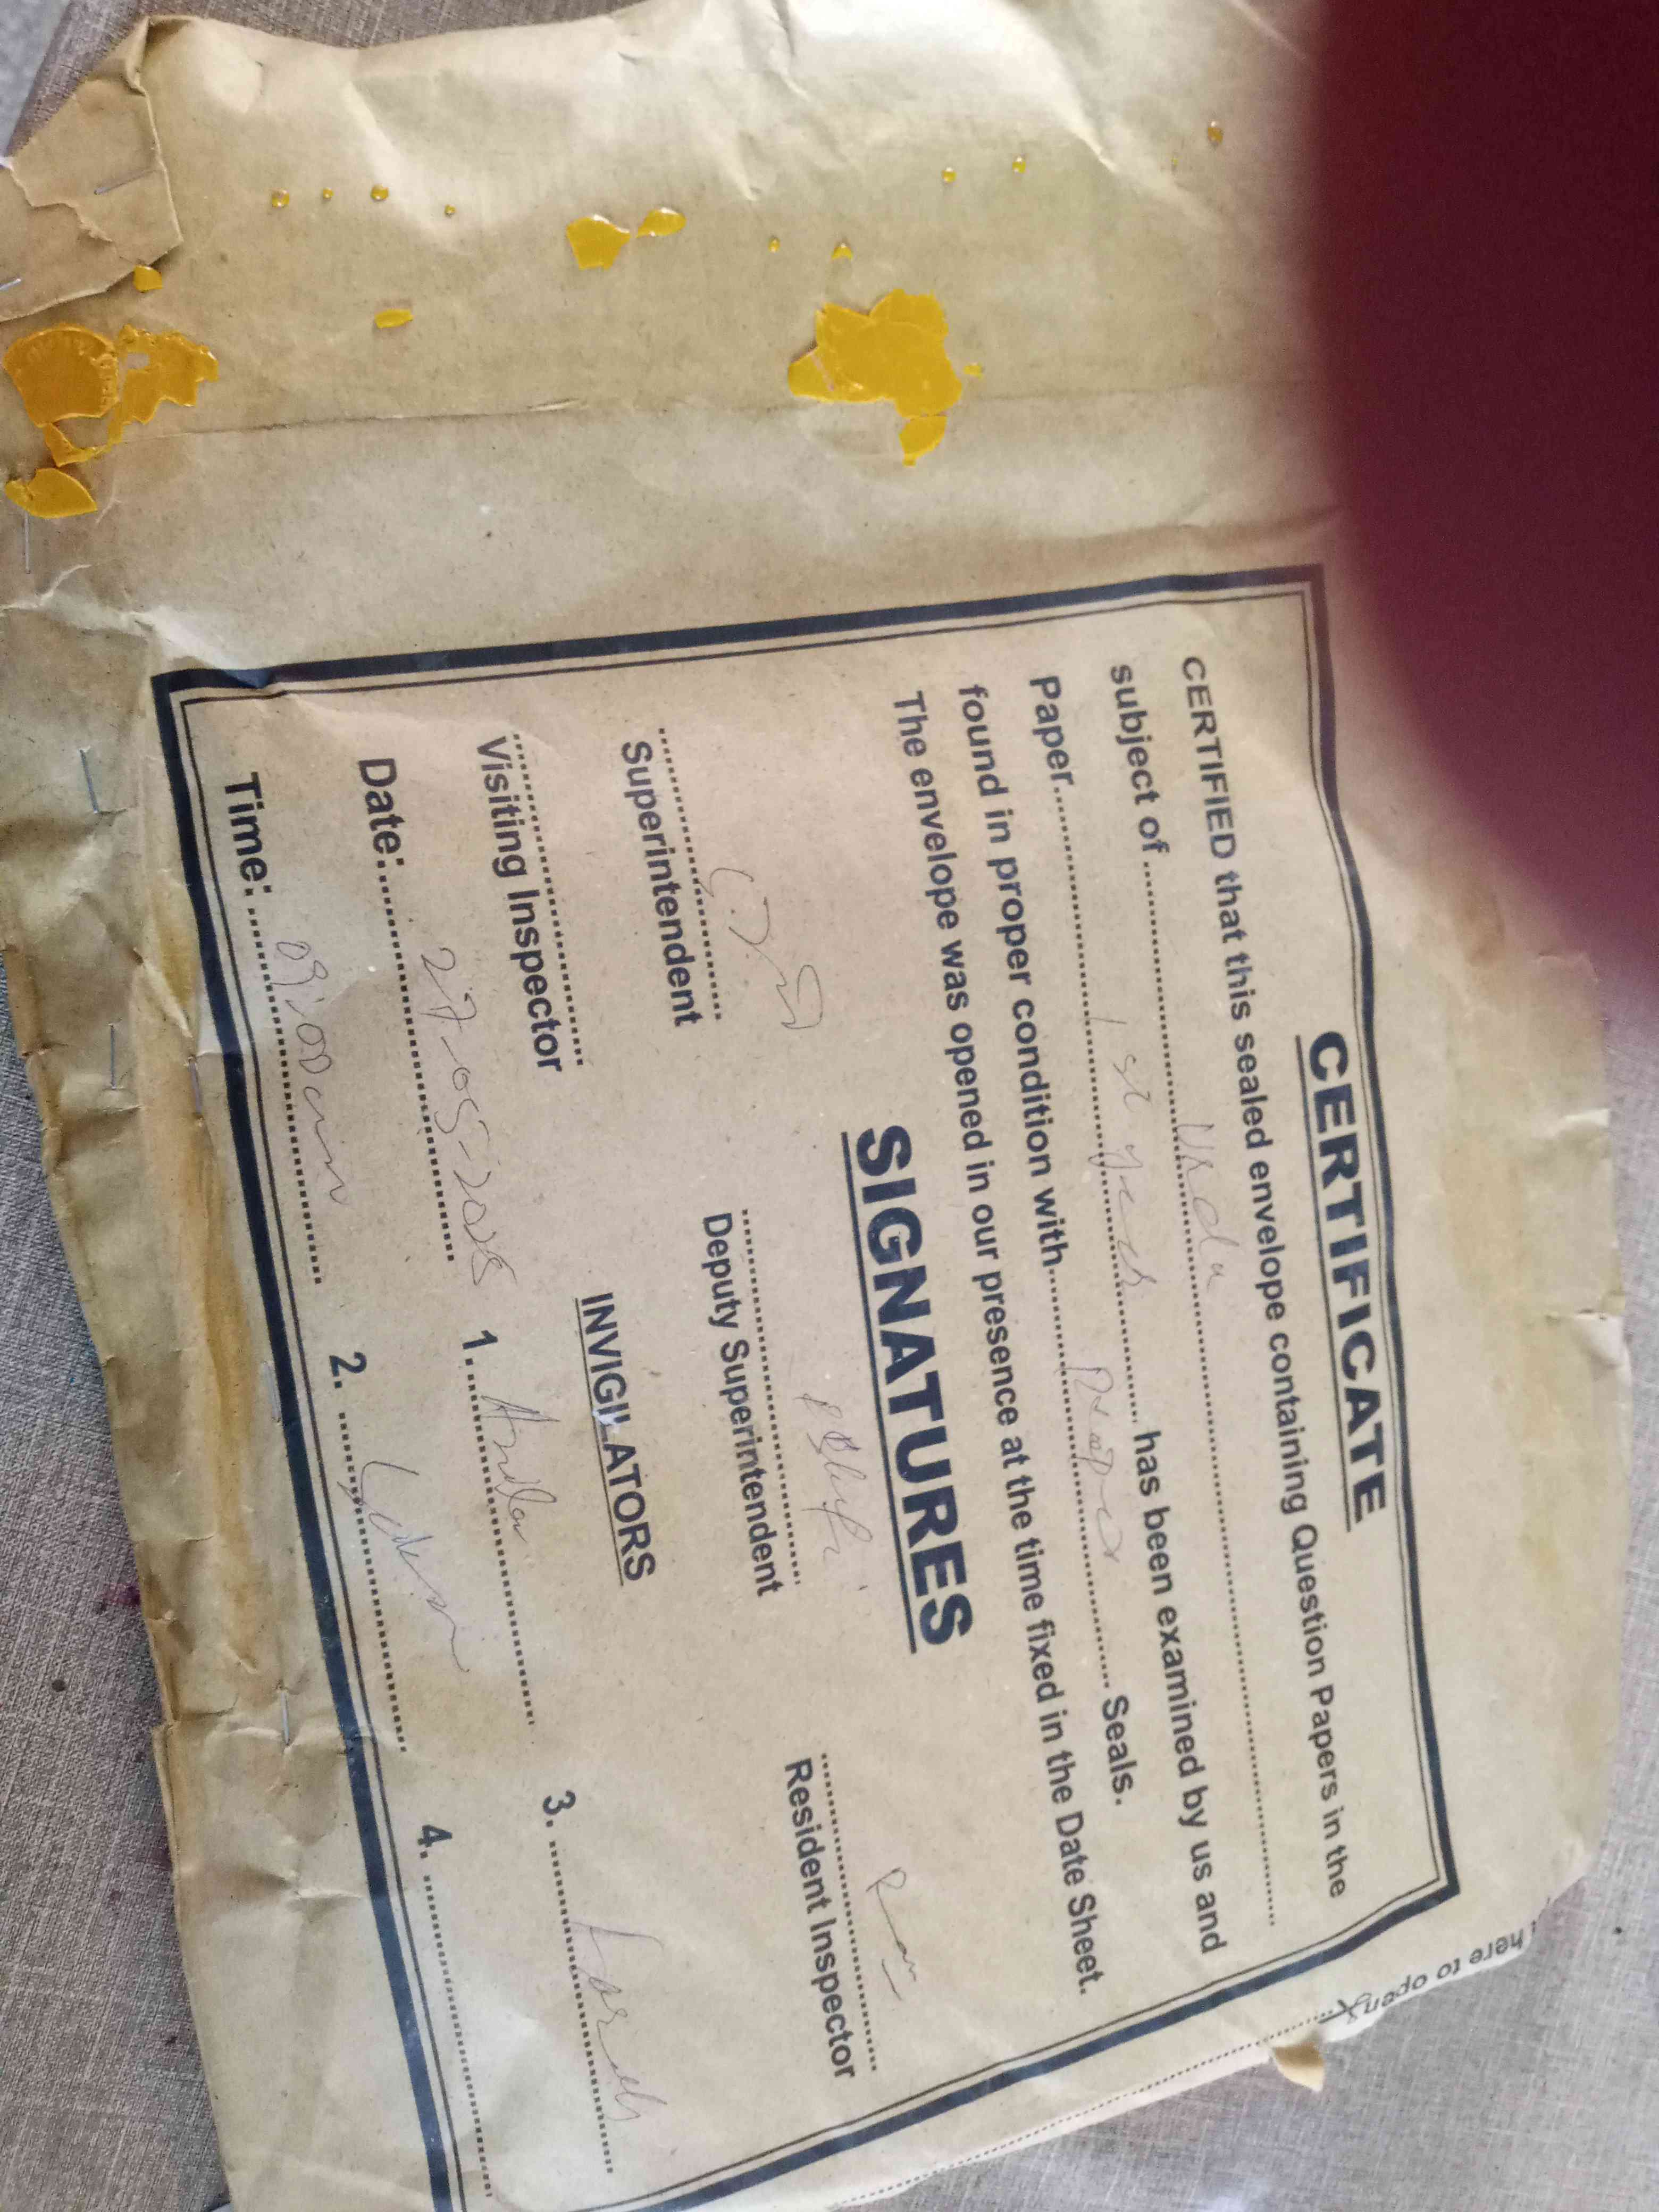 CERTIFICATE
CERTIFIED that this sealed envelope containing Question Papers in the
subject of ........ Urdu ........
Paper........ 1st year ........ has been examined by us and
found in proper condition with........ Proper ........ Seals.
The envelope was opened in our presence at the time fixed in the Date Sheet.
SIGNATURES
Superintendent
Deputy Superintendent
Resident Inspector
Visiting Inspector
INVIGILATORS
Date:........ 27-05-2025
1.
3.
Time:........ 09:00 am
2.
4.
here to open